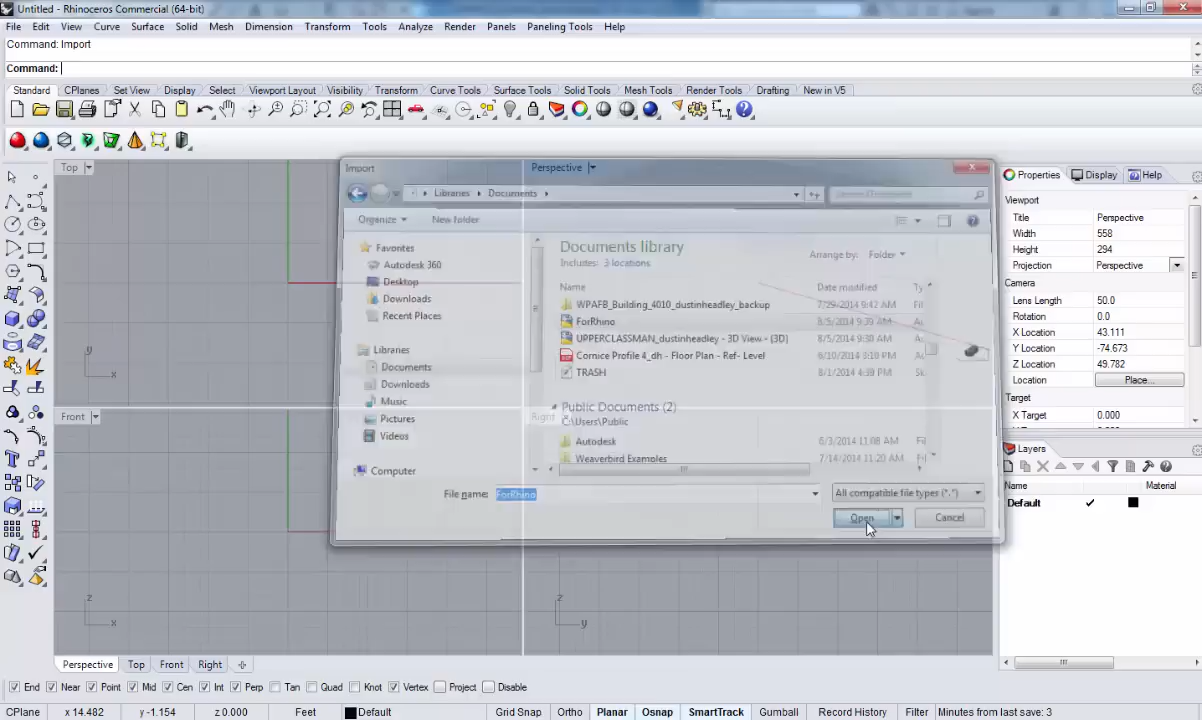 Untitled - Rhinoceros Commercial (64-bit)
File Edit View Curve Surface Solid Mesh Dimension Transform Tools Analyze Render Panels Paneling Tools Help
Command: Import
Command:
Standard CPlanes Set View Display Select Viewport Layout Visibility Transform Curve Tools Surface Tools Solid Tools Mesh Tools Render Tools Drafting New in V5
Top
Import
Perspective
Libraries Documents
Organize New folder
Favorites
Autodesk 360
Desktop
Downloads
Recent Places
Libraries
Documents
Downloads
Music
Pictures
Videos
Computer
Documents library
Includes: 3 locations
Arrange by: Folder
Name Date modified Ty
WPAFB_Building_4010_dustinheadley_backup 7/29/2014 9:42 AM Fil
ForRhino 8/5/2014 9:39 AM
UPPERCLASSMAN_dustinheadley - 3D View - {3D} 8/5/2014 9:30 AM
Cornice Profile 4_dh - Floor Plan - Ref- Level 6/10/2014 3:10 PM
TRASH 8/1/2014 4:39 PM
Public Documents (2)
C:\Users\Public
Autodesk 6/3/2014 11:08 AM Fil
Weaverbird Examples 7/14/2014 11:20 AM Fil
File name: ForRhino All compatible file types (*.*)
Open Cancel
y
x
Front
Right
z
x
z
y
Properties Display Help
Viewport
Title Perspective
Width 558
Height 294
Projection Perspective
Camera
Lens Length 50.0
Rotation 0.0
X Location 43.111
Y Location -74.673
Z Location 49.782
Location Place...
Target
X Target 0.000
Y Target 0.000
Layers
Name Material
Default
Perspective Top Front Right
End Near Point Mid Cen Int Perp Tan Quad Knot Vertex Project Disable
CPlane x 14.482 y -1.154 z 0.000 Feet Default Grid Snap Ortho Planar Osnap SmartTrack Gumball Record History Filter Minutes from last save: 3